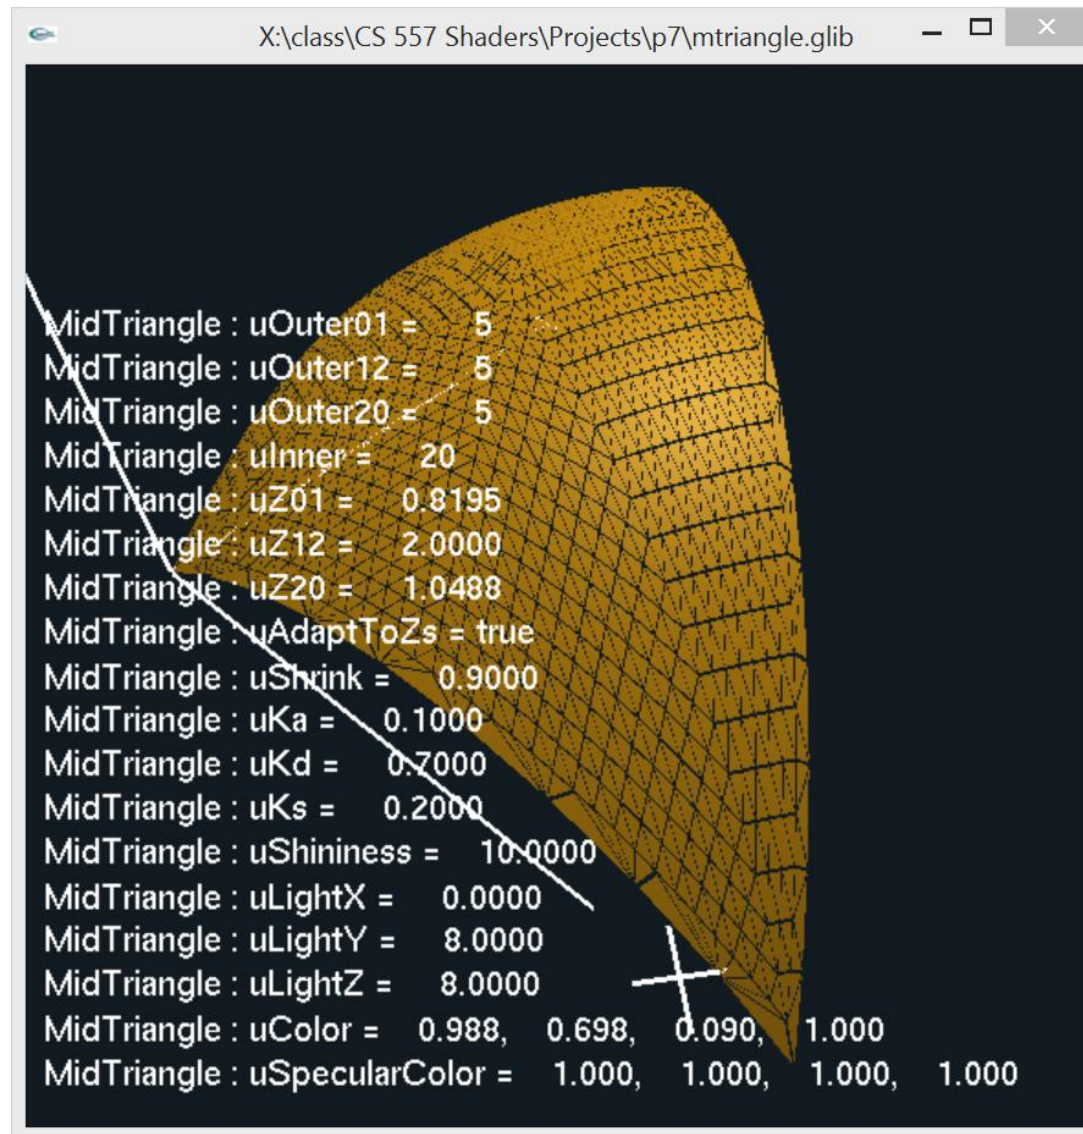 X:\class\CS 557 Shaders\Projects\p7\mtriangle.glib
MidTriangle : uOuter01 = 5
MidTriangle : uOuter12 = 5
MidTriangle : uOuter20 = 5
MidTriangle : uInner = 20
MidTriangle : uZ01 = 0.8195
MidTriangle : uZ12 = 2.0000
MidTriangle : uZ20 = 1.0488
MidTriangle : uAdaptToZs = true
MidTriangle : uShrink = 0.9000
MidTriangle : uKa = 0.1000
MidTriangle : uKd = 0.7000
MidTriangle : uKs = 0.2000
MidTriangle : uShininess = 10.0000
MidTriangle : uLightX = 0.0000
MidTriangle : uLightY = 8.0000
MidTriangle : uLightZ = 8.0000
MidTriangle : uColor = 0.988, 0.698, 0.090, 1.000
MidTriangle : uSpecularColor = 1.000, 1.000, 1.000, 1.000